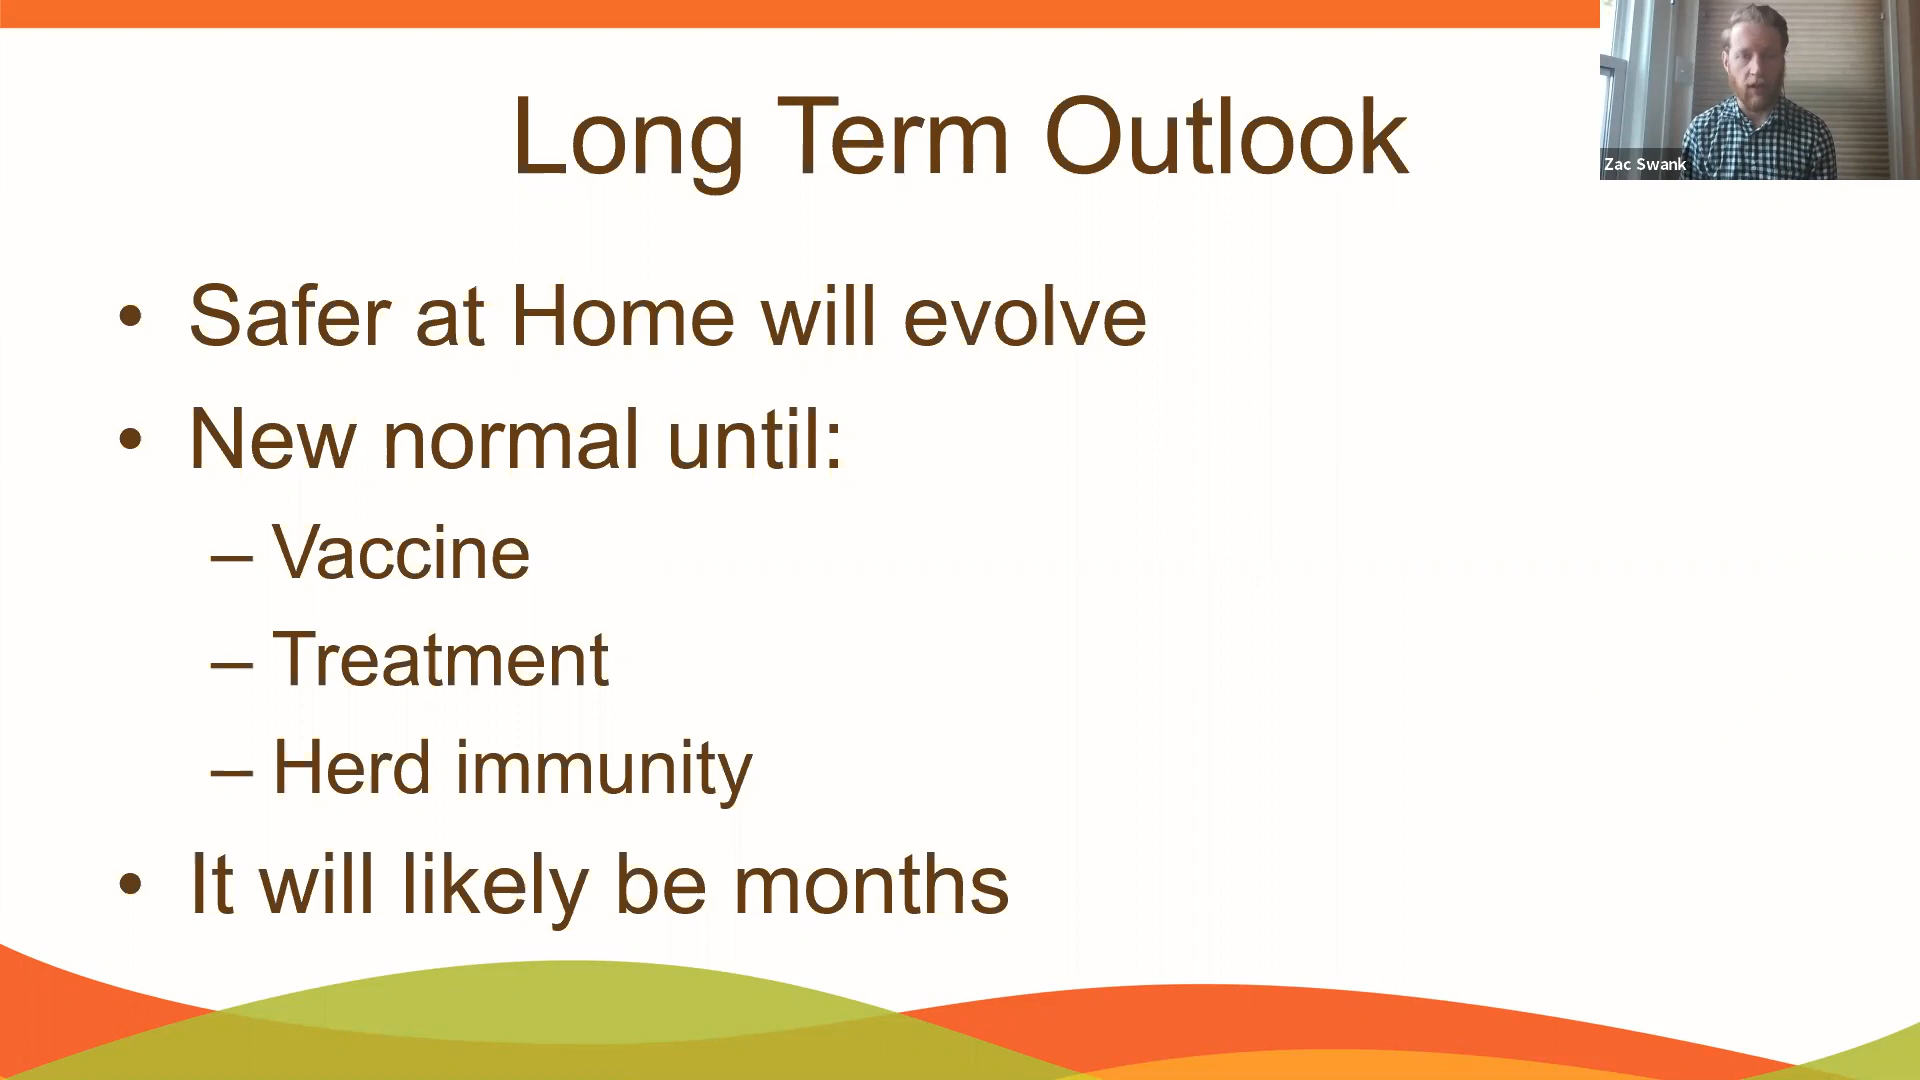 Long Term Outlook
Zac Swank
• Safer at Home will evolve
• New normal until:
– Vaccine
– Treatment
– Herd immunity
• It will likely be months